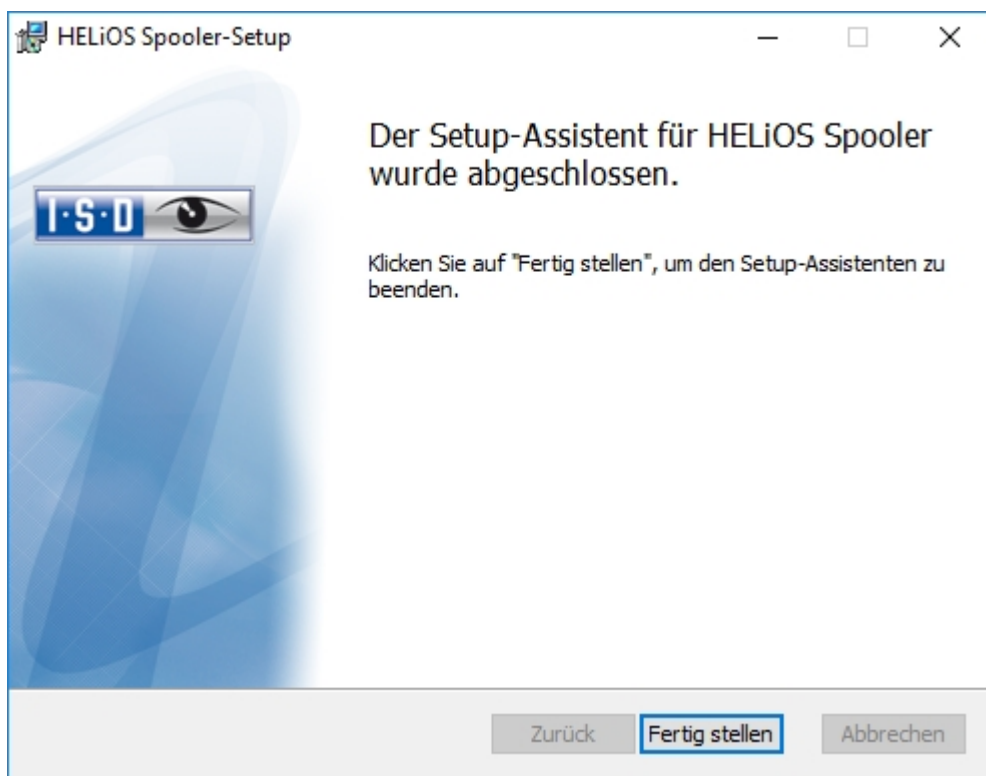 HELiOS Spooler-Setup
I·S·D
Der Setup-Assistent für HELiOS Spooler
wurde abgeschlossen.
Klicken Sie auf "Fertig stellen", um den Setup-Assistenten zu
beenden.
Zurück Fertig stellen Abbrechen